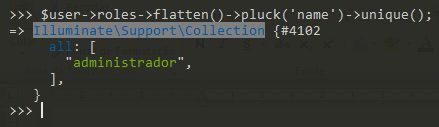 >>> $user->roles->flatten()->pluck('name')->unique();
=> Illuminate\Support\Collection {#4102
all: [
"administrador",
],
}
>>>